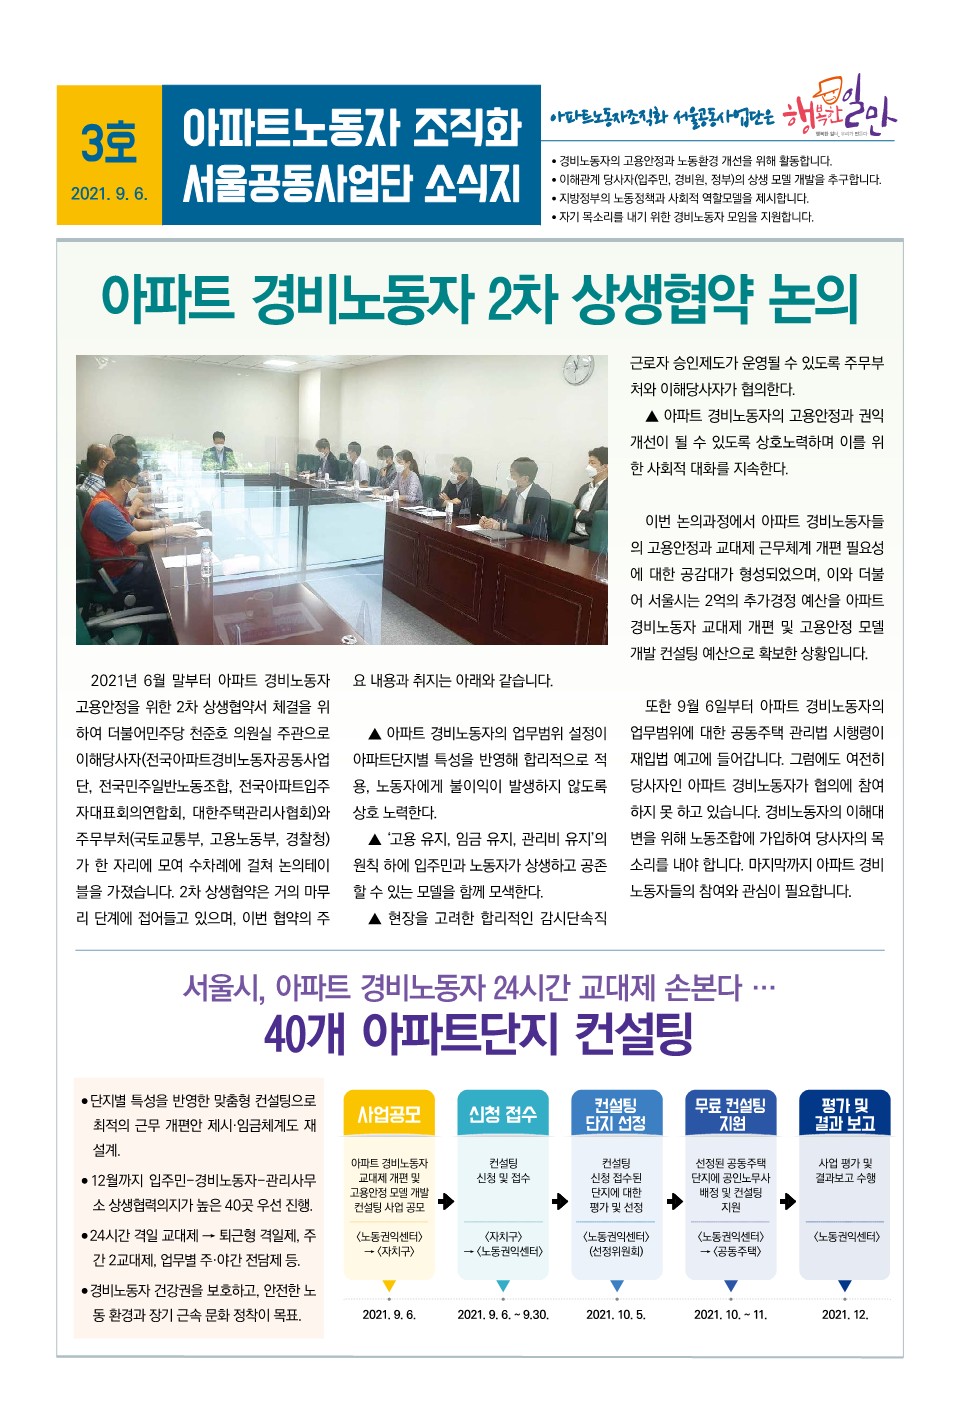 3호
2021. 9. 6.
아파트노동자 조직화
서울공동사업단 소식지
아파트노동자조직화 서울공동사업단은
행복한일만
• 경비노동자의 고용안정과 노동환경 개선을 위해 활동합니다.
• 이해관계 당사자(입주민, 경비원, 정부)의 상생 모델 개발을 추구합니다.
• 지방정부의 노동정책과 사회적 역할모델을 제시합니다.
• 자기 목소리를 내기 위한 경비노동자 모임을 지원합니다.
아파트 경비노동자 2차 상생협약 논의
2021년 6월 말부터 아파트 경비노동자
고용안정을 위한 2차 상생협약서 체결을 위
하여 더불어민주당 천준호 의원실 주관으로
이해당사자(전국아파트경비노동자공동사업
단, 전국민주일반노동조합, 전국아파트입주
자대표회의연합회, 대한주택관리사협회)와
주무부처(국토교통부, 고용노동부, 경찰청)
가 한 자리에 모여 수차례에 걸쳐 논의테이
블을 가졌습니다. 2차 상생협약은 거의 마무
리 단계에 접어들고 있으며, 이번 협약의 주
요 내용과 취지는 아래와 같습니다.
▲ 아파트 경비노동자의 업무범위 설정이
아파트단지별 특성을 반영해 합리적으로 적
용, 노동자에게 불이익이 발생하지 않도록
상호 노력한다.
▲ ‘고용 유지, 임금 유지, 관리비 유지’의
원칙 하에 입주민과 노동자가 상생하고 공존
할 수 있는 모델을 함께 모색한다.
▲ 현장을 고려한 합리적인 감시단속직
근로자 승인제도가 운영될 수 있도록 주무부
처와 이해당사자가 협의한다.
▲ 아파트 경비노동자의 고용안정과 권익
개선이 될 수 있도록 상호노력하며 이를 위
한 사회적 대화를 지속한다.
이번 논의과정에서 아파트 경비노동자들
의 고용안정과 교대제 근무체계 개편 필요성
에 대한 공감대가 형성되었으며, 이와 더불
어 서울시는 2억의 추가경정 예산을 아파트
경비노동자 교대제 개편 및 고용안정 모델
개발 컨설팅 예산으로 확보한 상황입니다.
또한 9월 6일부터 아파트 경비노동자의
업무범위에 대한 공동주택 관리법 시행령이
재입법 예고에 들어갑니다. 그럼에도 여전히
당사자인 아파트 경비노동자가 협의에 참여
하지 못 하고 있습니다. 경비노동자의 이해대
변을 위해 노동조합에 가입하여 당사자의 목
소리를 내야 합니다. 마지막까지 아파트 경비
노동자들의 참여와 관심이 필요합니다.
서울시, 아파트 경비노동자 24시간 교대제 손본다 …
40개 아파트단지 컨설팅
• 단지별 특성을 반영한 맞춤형 컨설팅으로
최적의 근무 개편안 제시·임금체계도 재
설계.
• 12월까지 입주민-경비노동자-관리사무
소 상생협력의지가 높은 40곳 우선 진행.
• 24시간 격일 교대제 → 퇴근형 격일제, 주
간 2교대제, 업무별 주·야간 전담제 등.
• 경비노동자 건강권을 보호하고, 안전한 노
동 환경과 장기 근속 문화 정착이 목표.
사업공모
아파트 경비노동자
교대제 개편 및
고용안정 모델 개발
컨설팅 사업 공모
〈노동권익센터〉
→ 〈자치구〉
2021. 9. 6.
신청 접수
컨설팅
신청 및 접수
〈자치구〉
→ 〈노동권익센터〉
2021. 9. 6. ~ 9.30.
컨설팅
단지 선정
컨설팅
신청 접수된
단지에 대한
평가 및 선정
〈노동권익센터〉
(선정위원회)
2021. 10. 5.
무료 컨설팅
지원
선정된 공동주택
단지에 공인노무사
배정 및 컨설팅
지원
〈노동권익센터〉
→ 〈공동주택〉
2021. 10. ~ 11.
평가 및
결과 보고
사업 평가 및
결과보고 수행
〈노동권익센터〉
2021. 12.